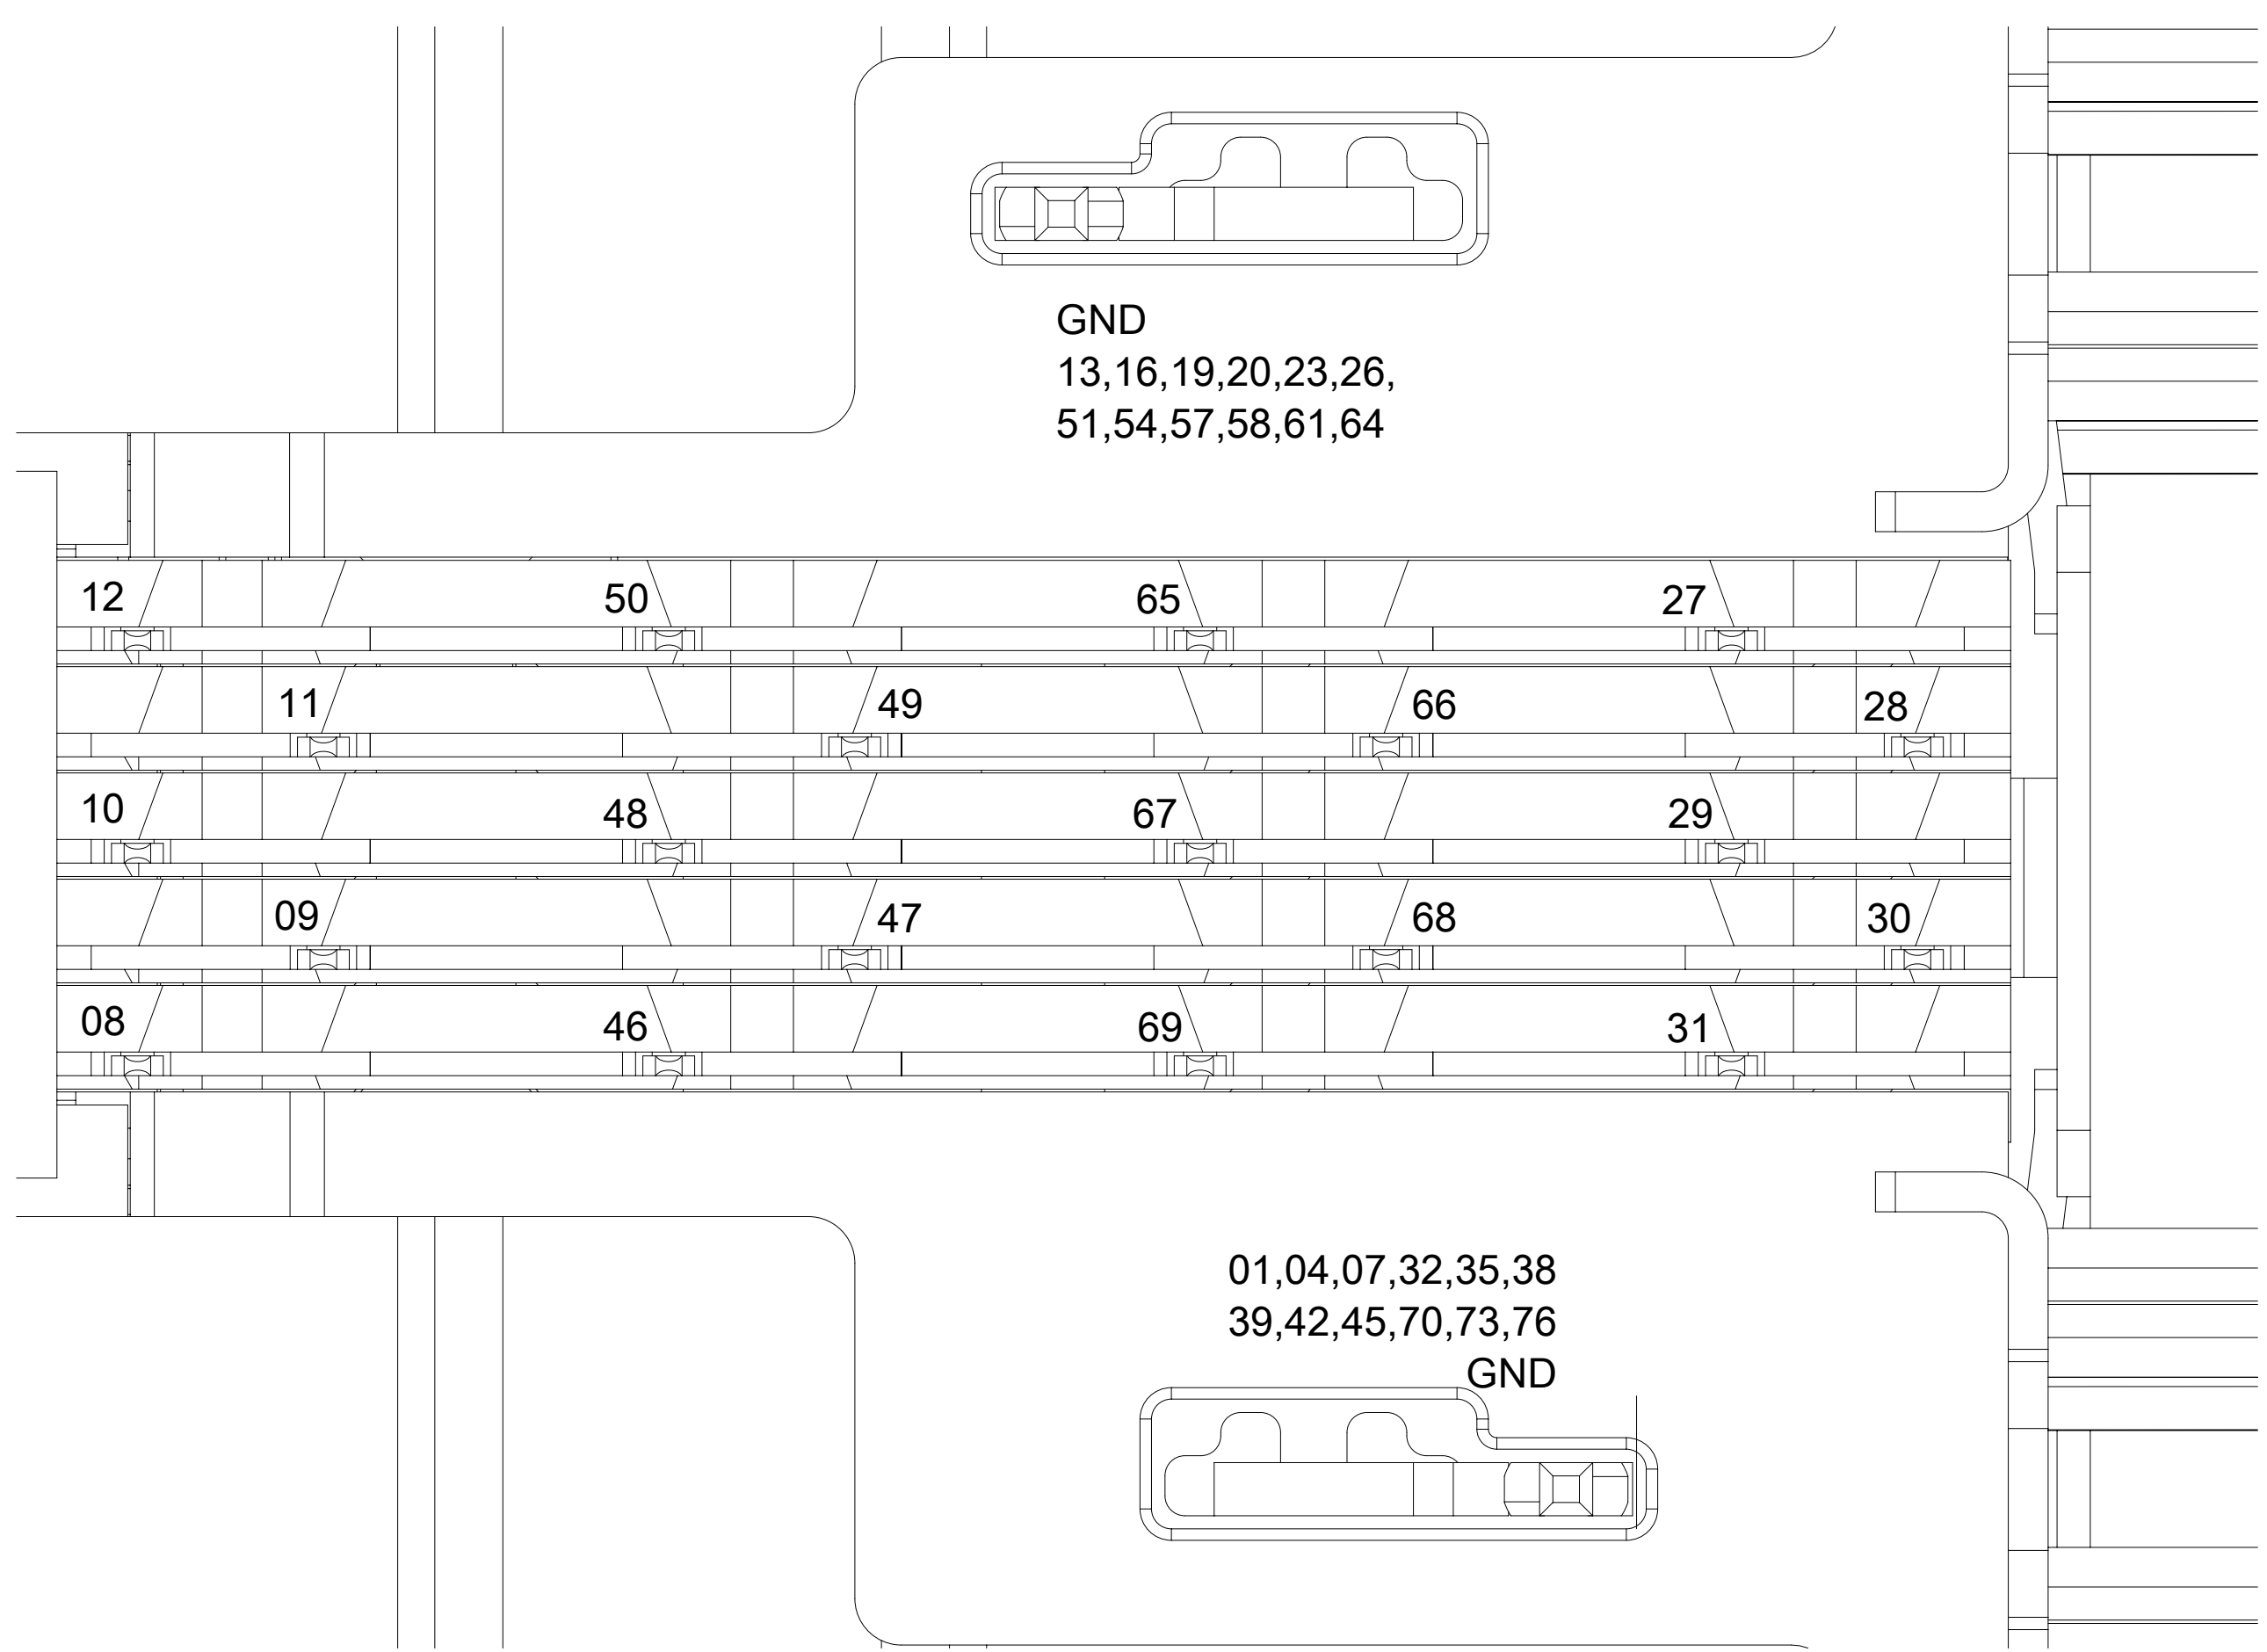 GND
13,16,19,20,23,26,
51,54,57,58,61,64
12 50 65 27
11 49 66 28
10 48 67 29
09 47 68 30
08 46 69 31
01,04,07,32,35,38
39,42,45,70,73,76
GND